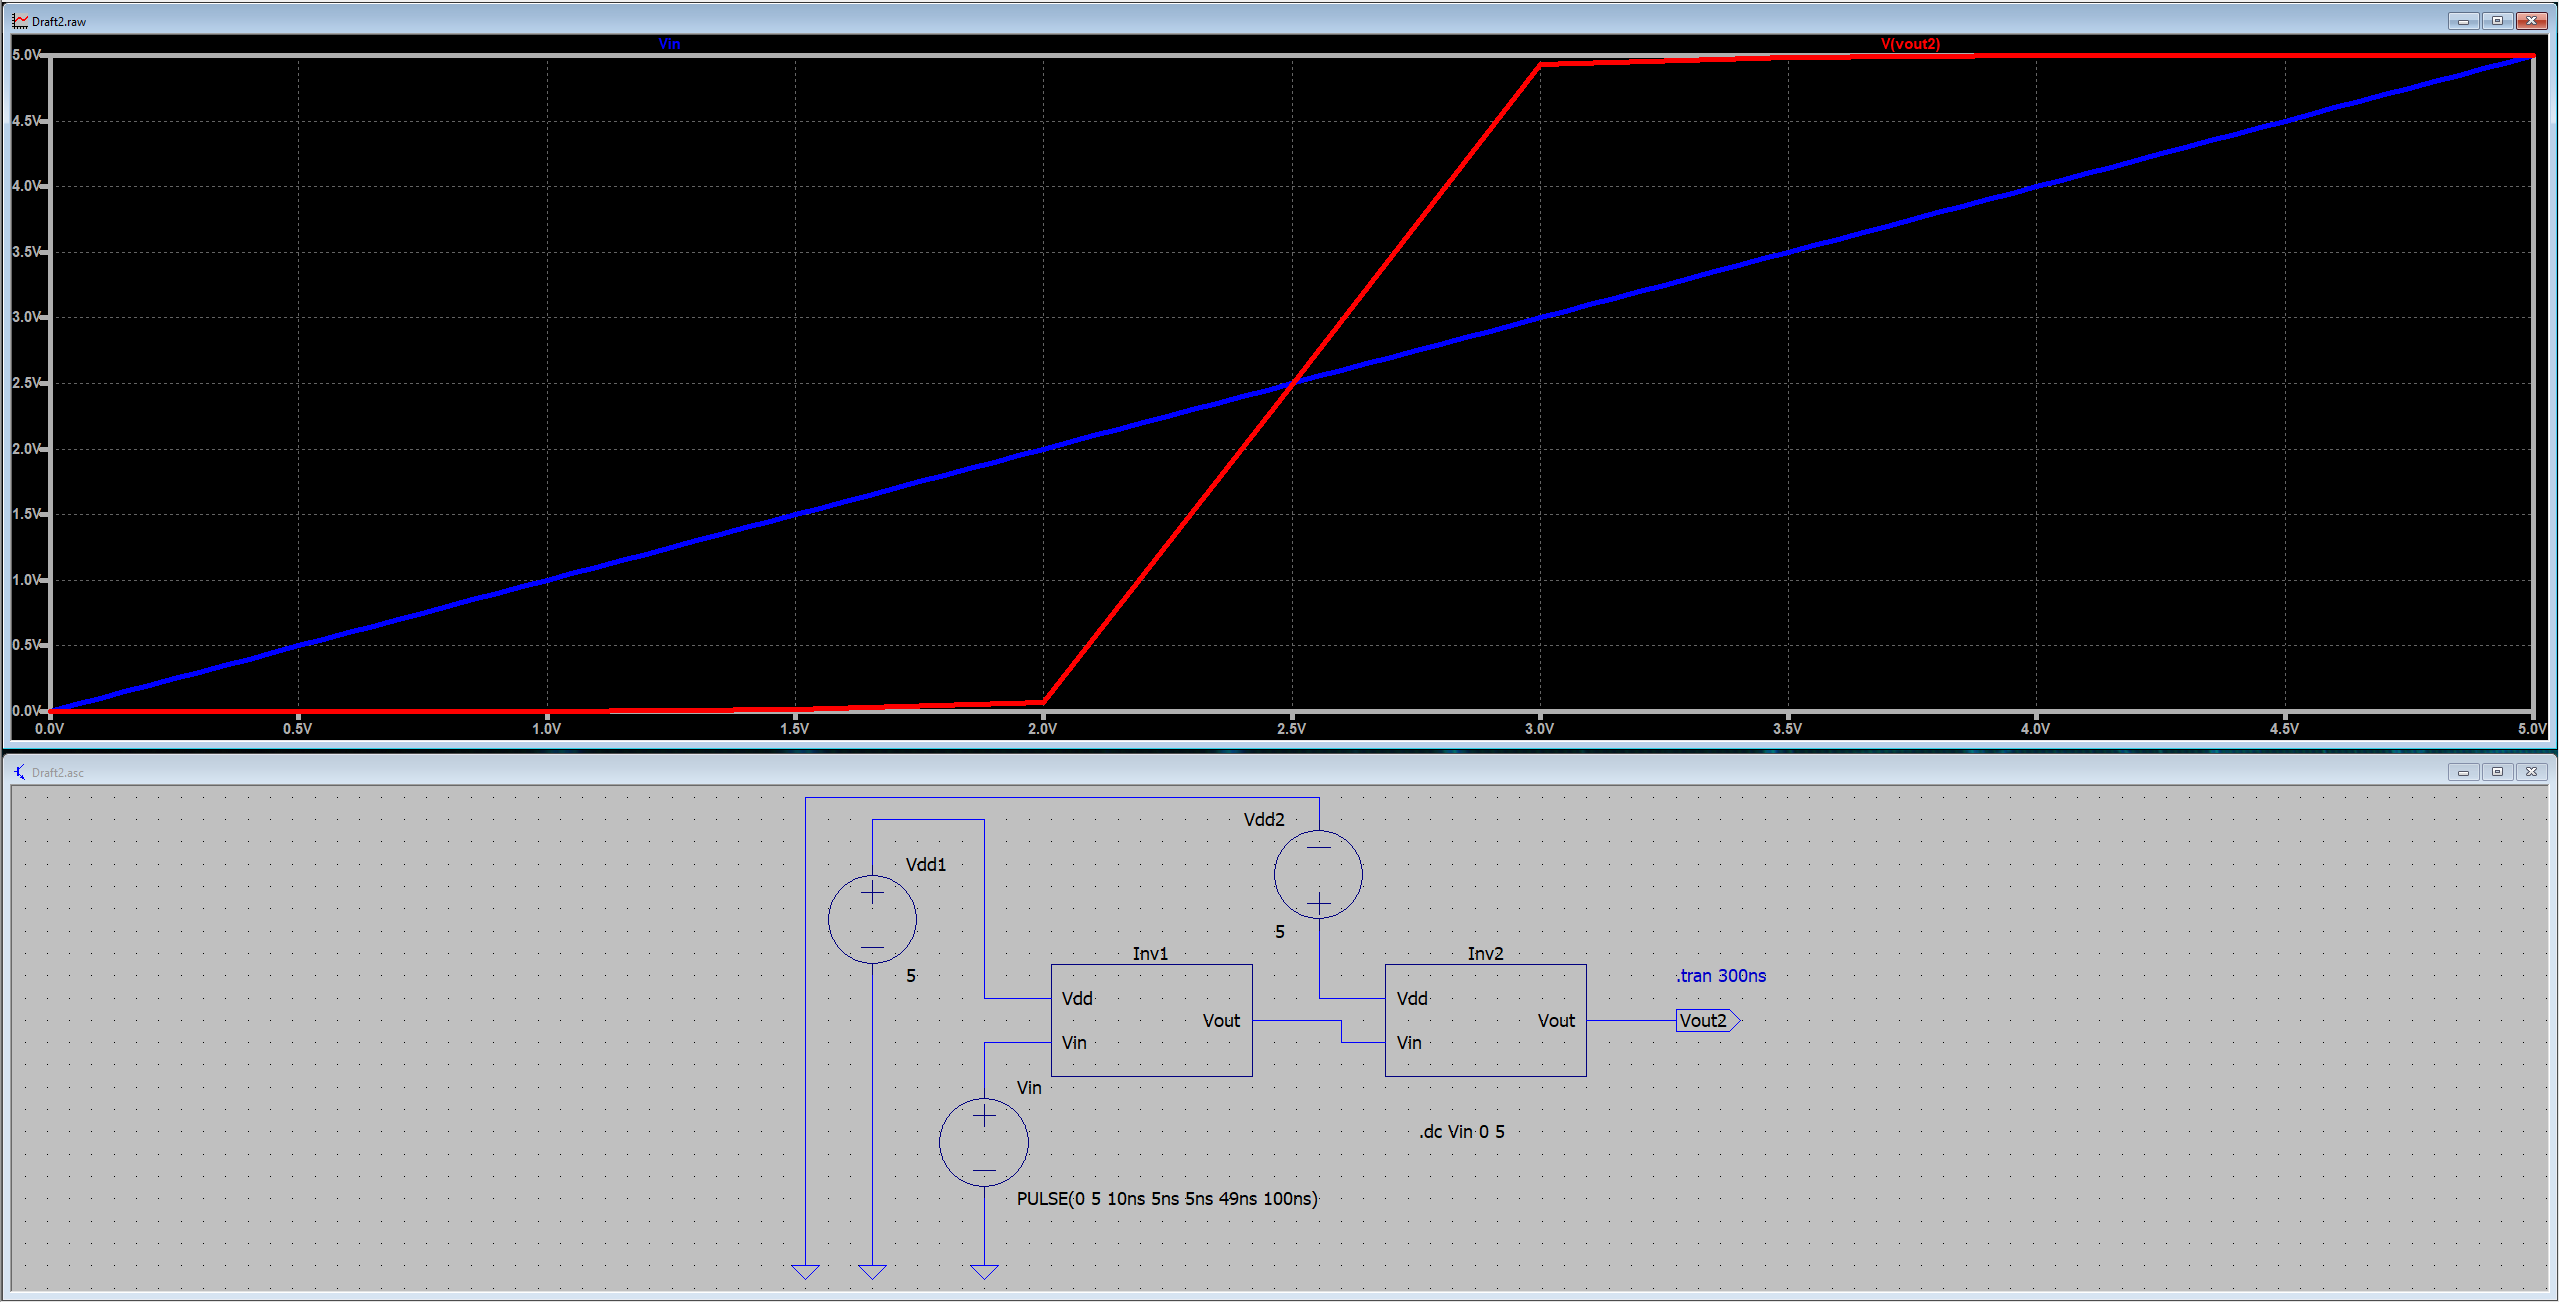 Draft2.raw
Vin V(vout2)
5.0V
4.5V
4.0V
3.5V
3.0V
2.5V
2.0V
1.5V
1.0V
0.5V
0.0V
0.0V 0.5V 1.0V 1.5V 2.0V 2.5V 3.0V 3.5V 4.0V 4.5V 5.0V
Draft2.asc
Vdd2
Vdd1
5
Inv1 Inv2
5 .tran 300ns
Vdd Vdd
Vout Vout Vout2
Vin Vin
Vin
.dc Vin 0 5
PULSE(0 5 10ns 5ns 5ns 49ns 100ns)